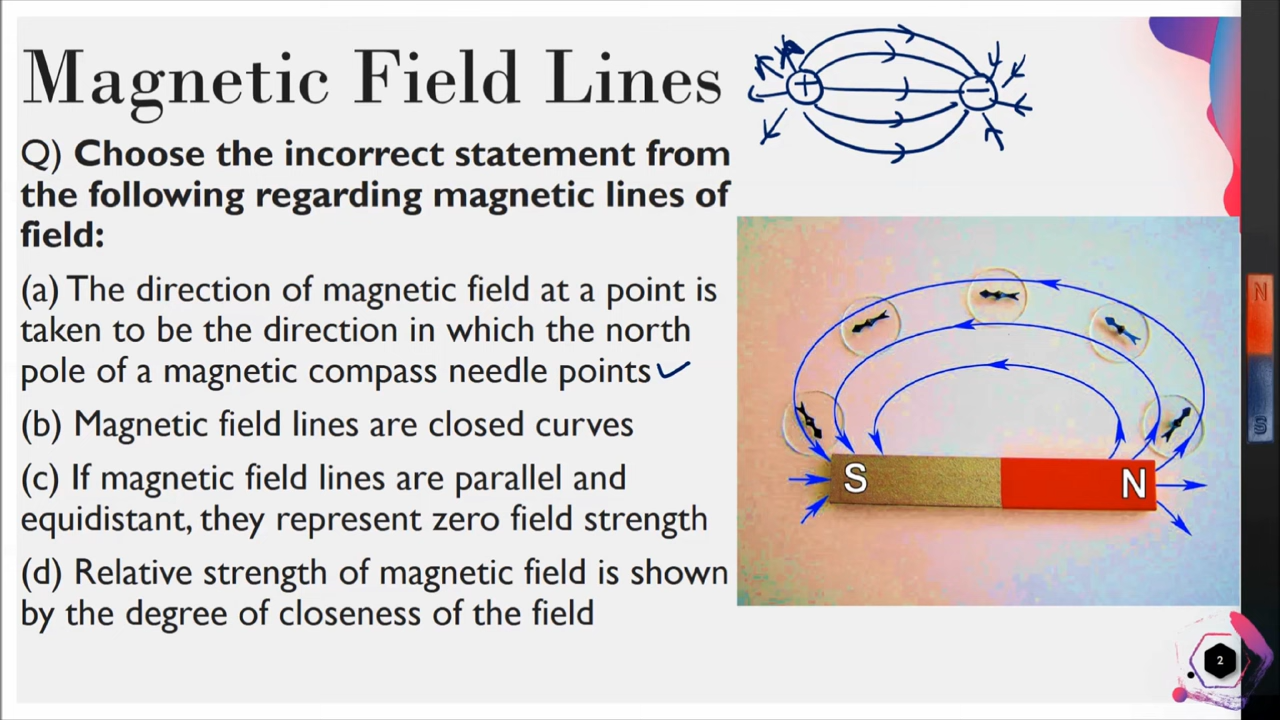 Magnetic Field Lines
+ −
Q) Choose the incorrect statement from
the following regarding magnetic lines of
field:
(a) The direction of magnetic field at a point is
taken to be the direction in which the north
pole of a magnetic compass needle points
(b) Magnetic field lines are closed curves
(c) If magnetic field lines are parallel and
equidistant, they represent zero field strength
(d) Relative strength of magnetic field is shown
by the degree of closeness of the field
S N
N
S
2